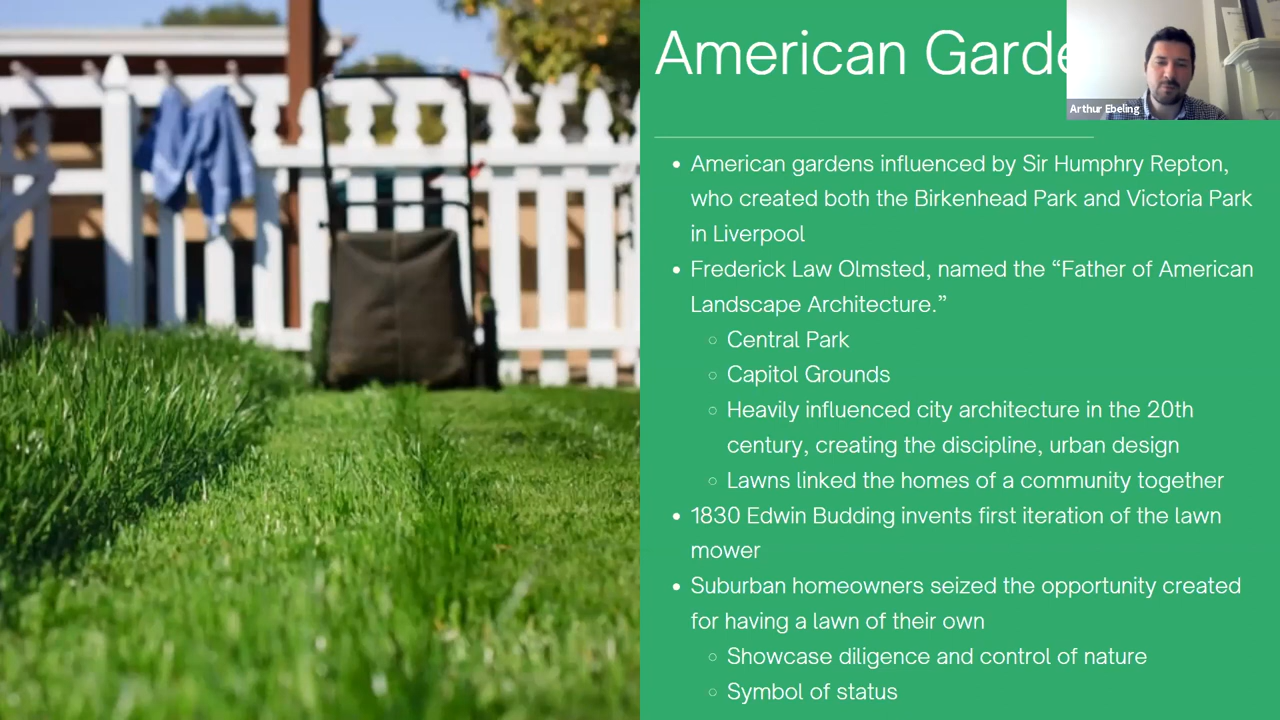 American Garde
Arthur Ebeling
• American gardens influenced by Sir Humphry Repton,
who created both the Birkenhead Park and Victoria Park
in Liverpool
• Frederick Law Olmsted, named the “Father of American
Landscape Architecture.”
○ Central Park
○ Capitol Grounds
○ Heavily influenced city architecture in the 20th
century, creating the discipline, urban design
○ Lawns linked the homes of a community together
• 1830 Edwin Budding invents first iteration of the lawn
mower
• Suburban homeowners seized the opportunity created
for having a lawn of their own
○ Showcase diligence and control of nature
○ Symbol of status